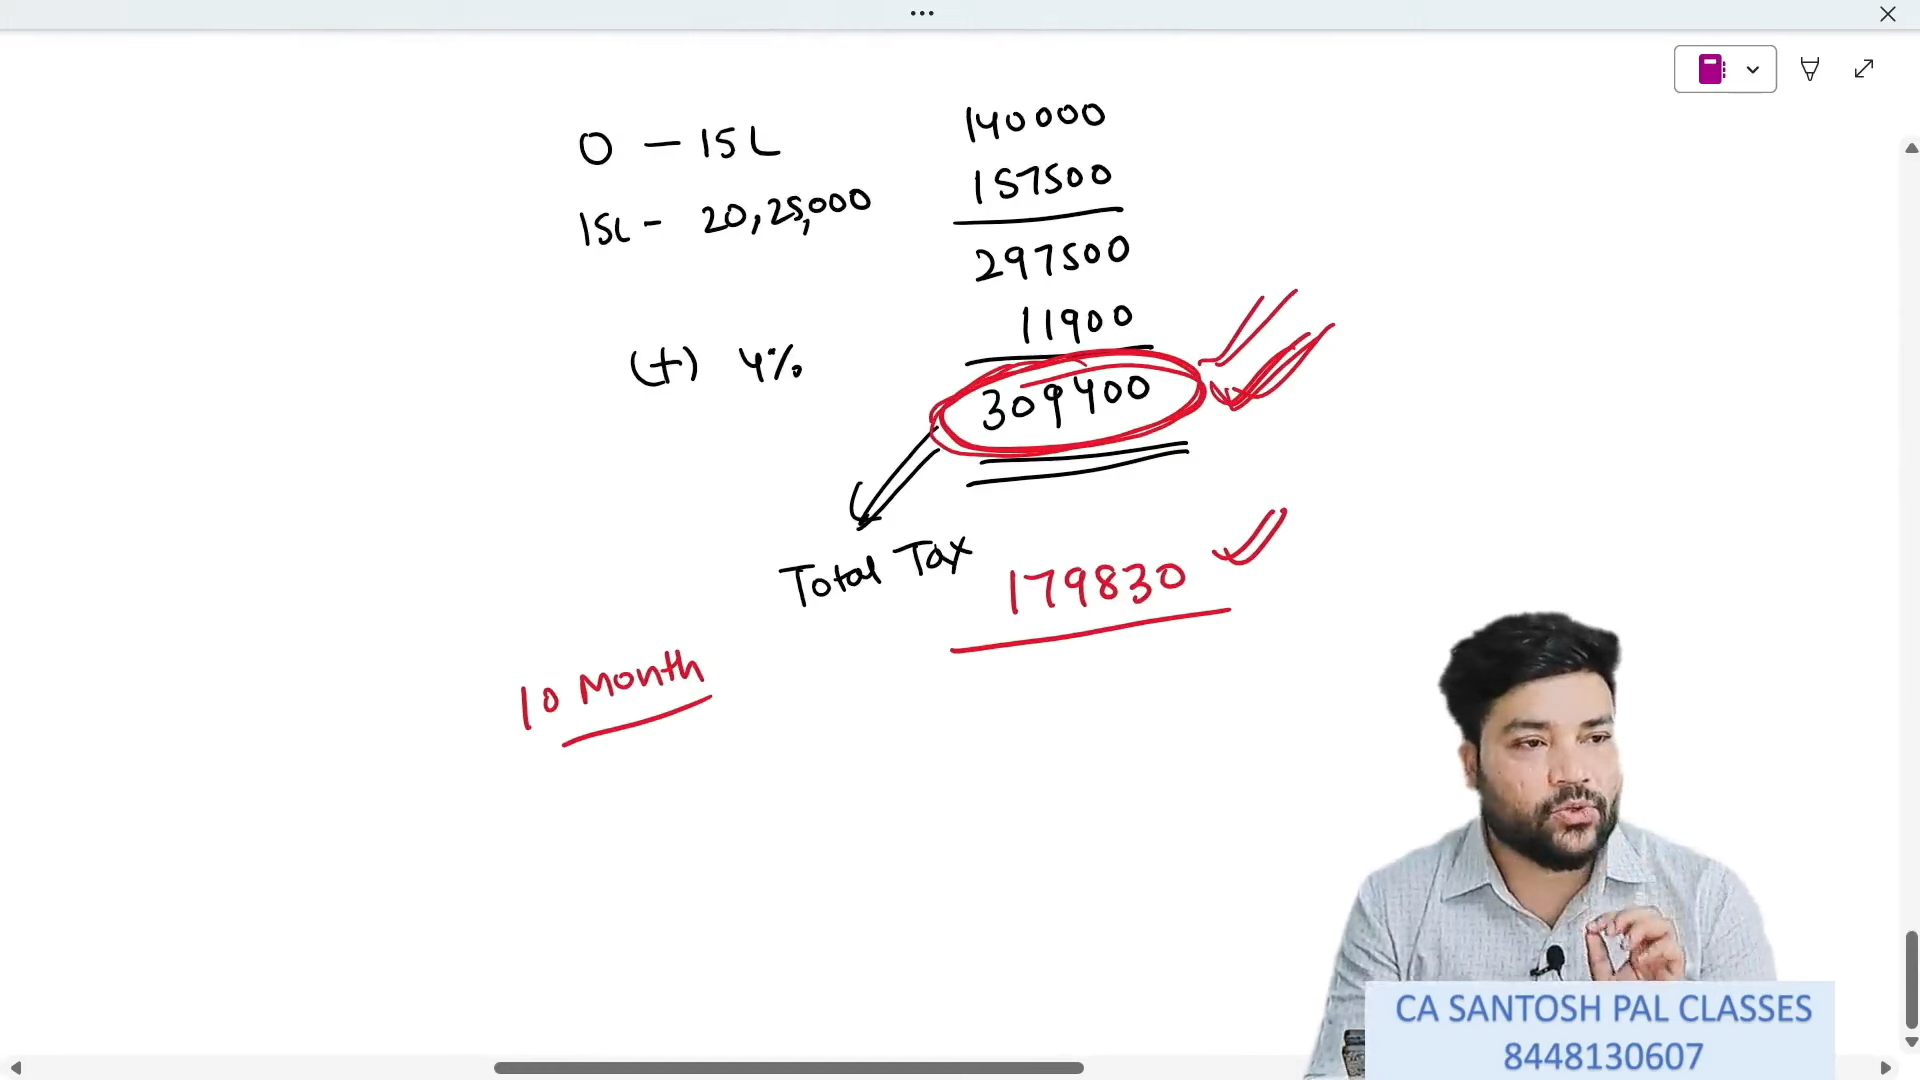 0 - 15 L 140000
15L - 20,25,000 157500
297500
(+) 4% 11900
309400
Total Tax
179830
10 Month
CA SANTOSH PAL CLASSES
8448130607